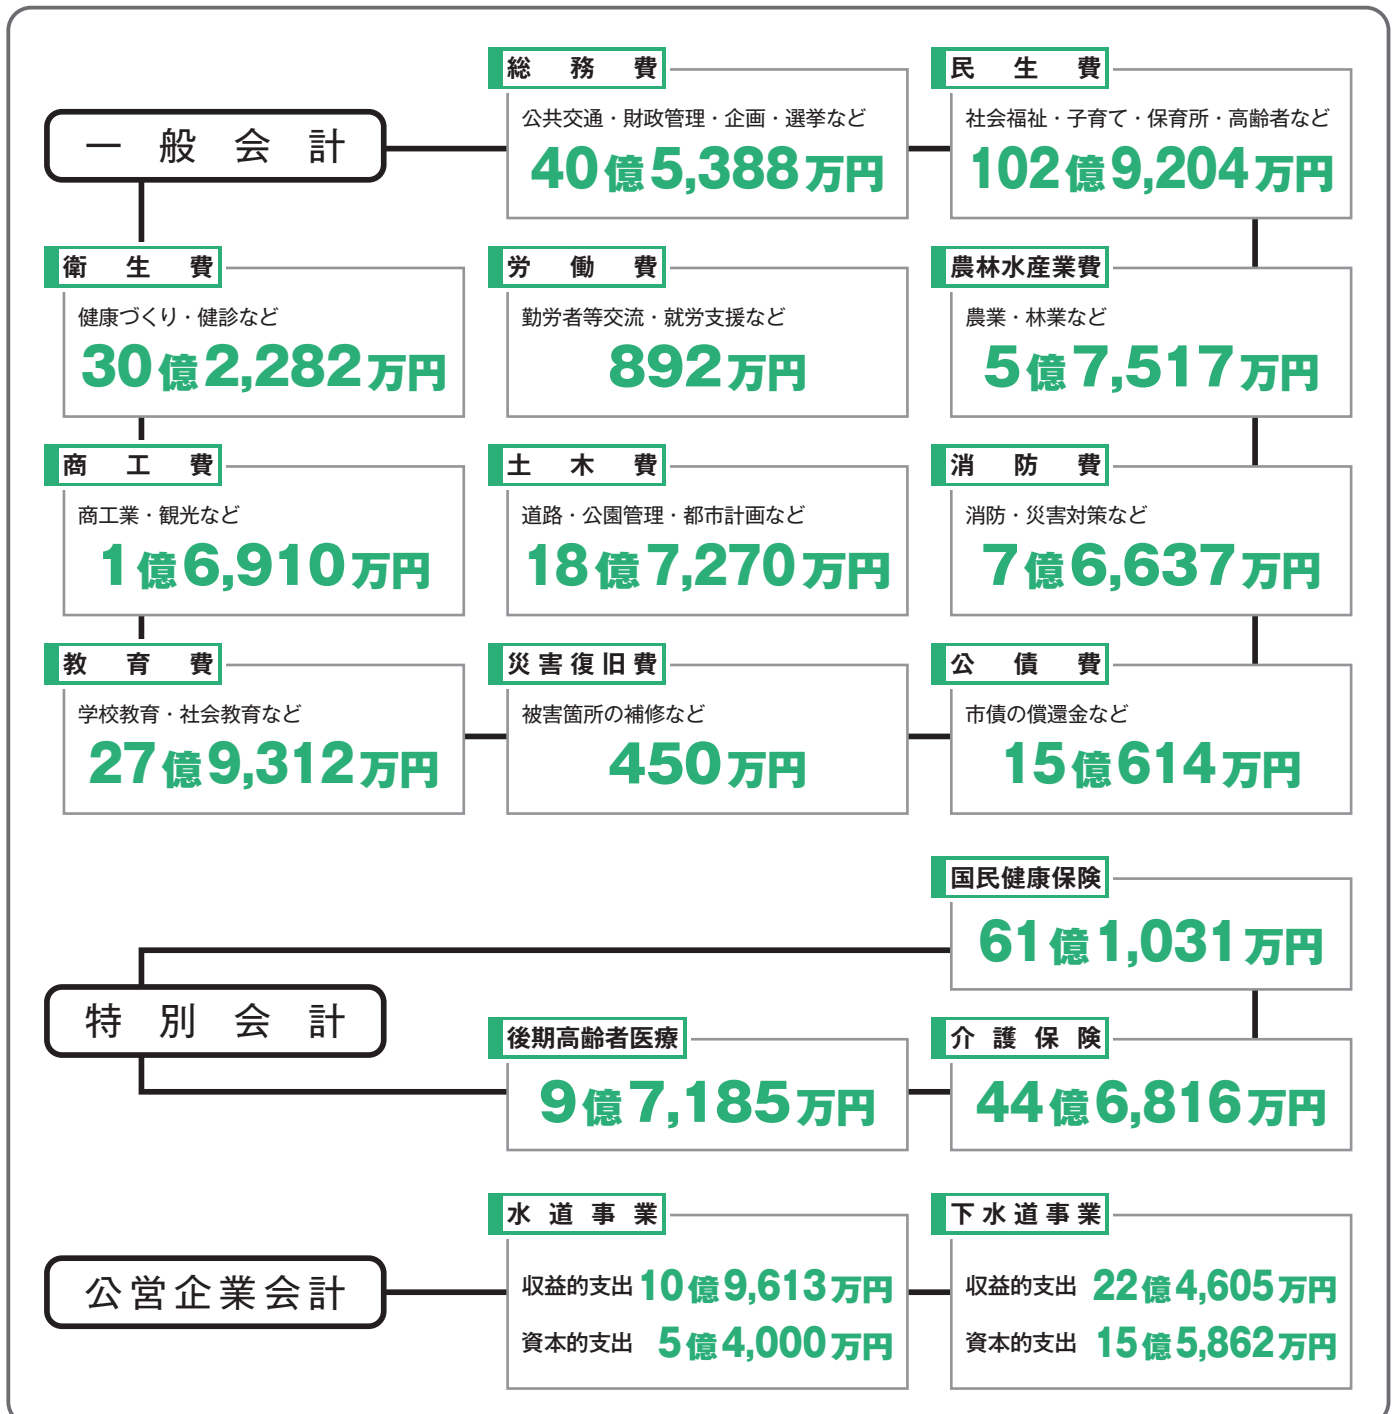 一般会計
総務費
公共交通・財政管理・企画・選挙など
40億5,388万円
民生費
社会福祉・子育て・保育所・高齢者など
102億9,204万円
衛生費
健康づくり・健診など
30億2,282万円
労働費
勤労者等交流・就労支援など
892万円
農林水産業費
農業・林業など
5億7,517万円
商工費
商工業・観光など
1億6,910万円
土木費
道路・公園管理・都市計画など
18億7,270万円
消防費
消防・災害対策など
7億6,637万円
教育費
学校教育・社会教育など
27億9,312万円
災害復旧費
被害箇所の補修など
450万円
公債費
市債の償還金など
15億614万円
特別会計
国民健康保険
61億1,031万円
後期高齢者医療
9億7,185万円
介護保険
44億6,816万円
公営企業会計
水道事業
収益的支出 10億9,613万円
資本的支出 5億4,000万円
下水道事業
収益的支出 22億4,605万円
資本的支出 15億5,862万円